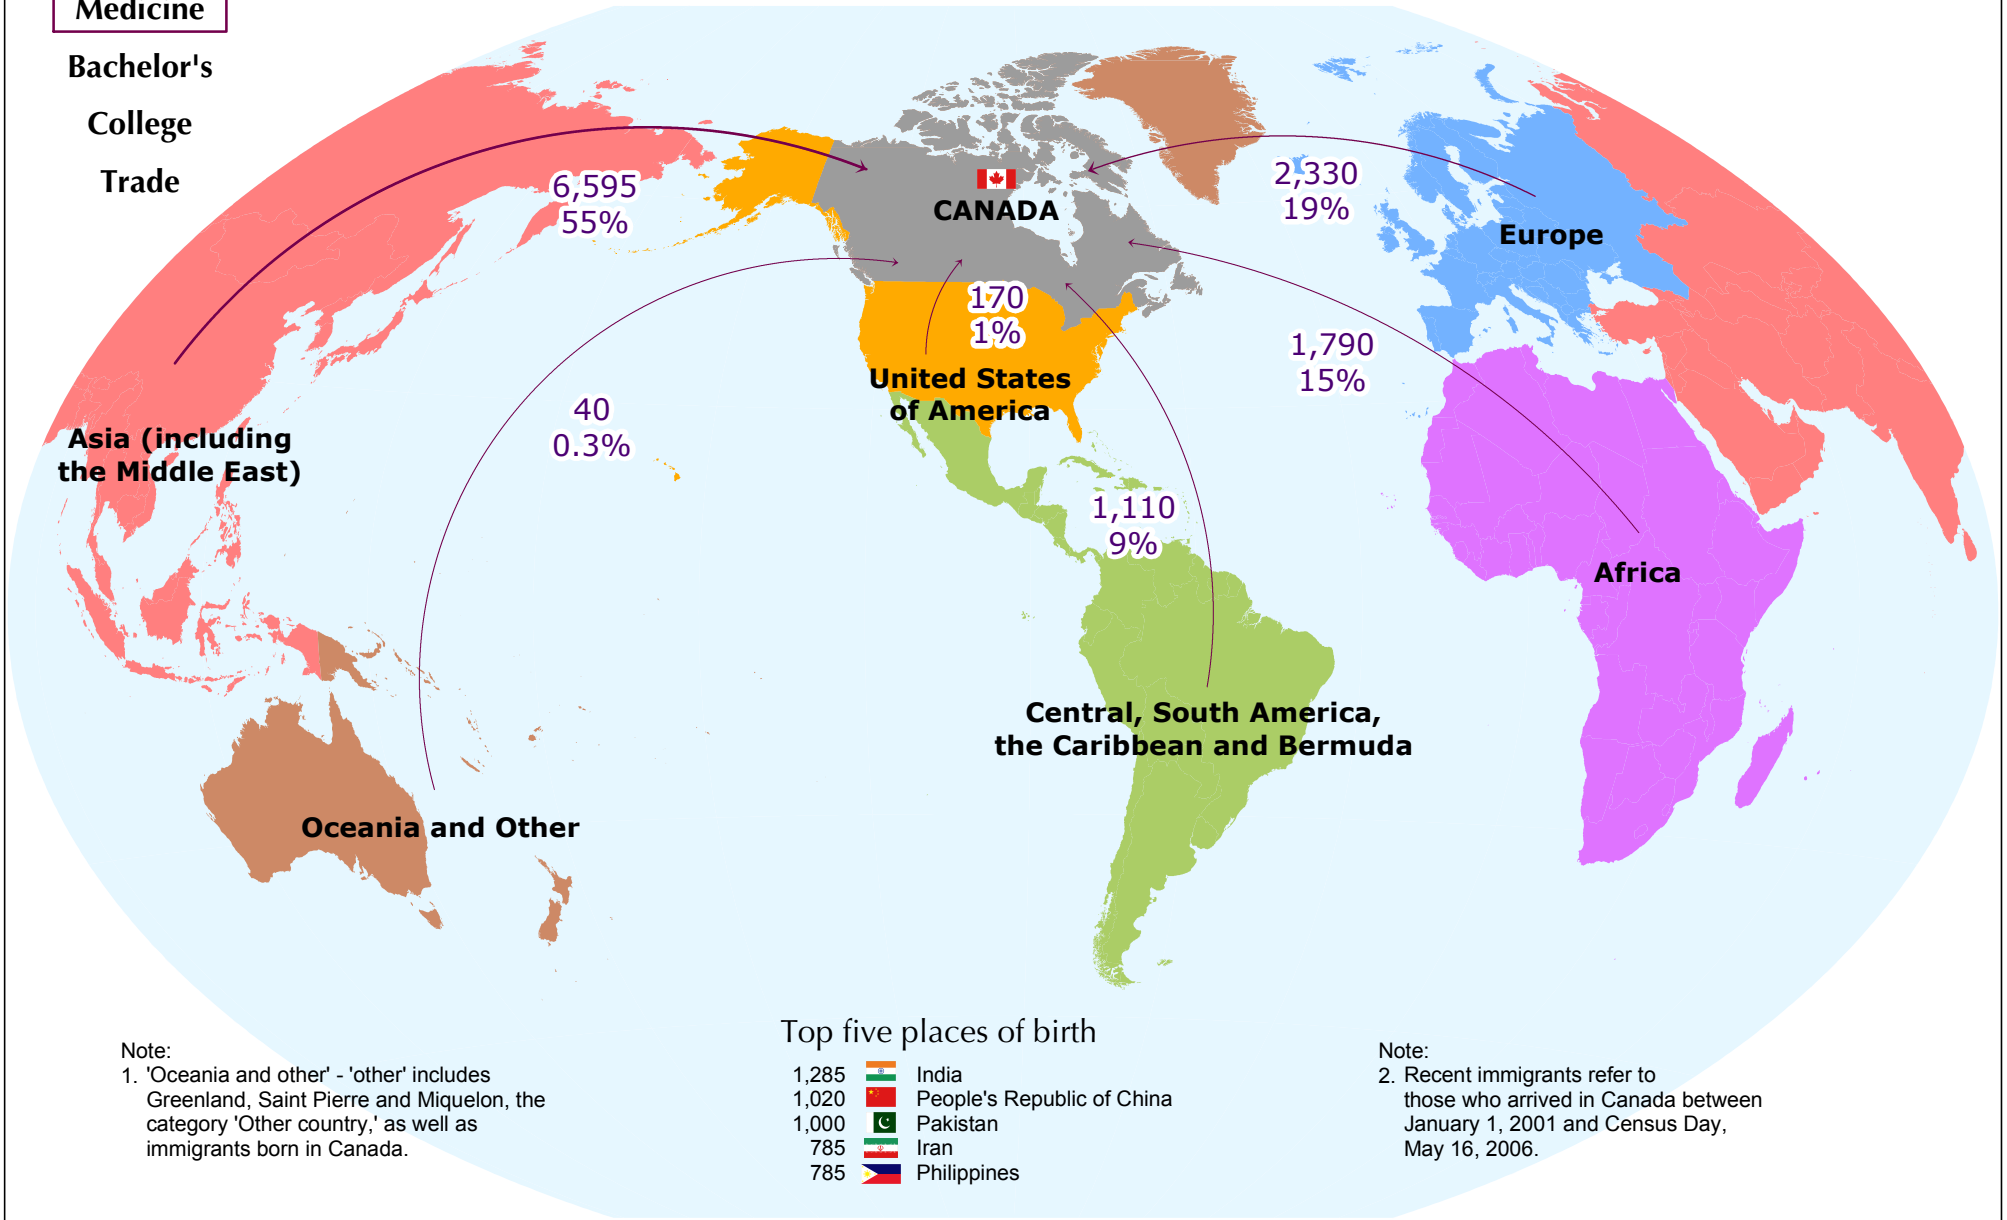 Medicine
Bachelor's
College
Trade
6,595
55%
CANADA
2,330
19%
Europe
170
1%
United States
of America
1,790
15%
40
0.3%
Asia (including
the Middle East)
1,110
9%
Africa
Central, South America,
the Caribbean and Bermuda
Oceania and Other
Note:
1. 'Oceania and other' - 'other' includes
Greenland, Saint Pierre and Miquelon, the
category 'Other country,' as well as
immigrants born in Canada.
Top five places of birth
1,285 India
1,020 People's Republic of China
1,000 Pakistan
785 Iran
785 Philippines
Note:
2. Recent immigrants refer to
those who arrived in Canada between
January 1, 2001 and Census Day,
May 16, 2006.